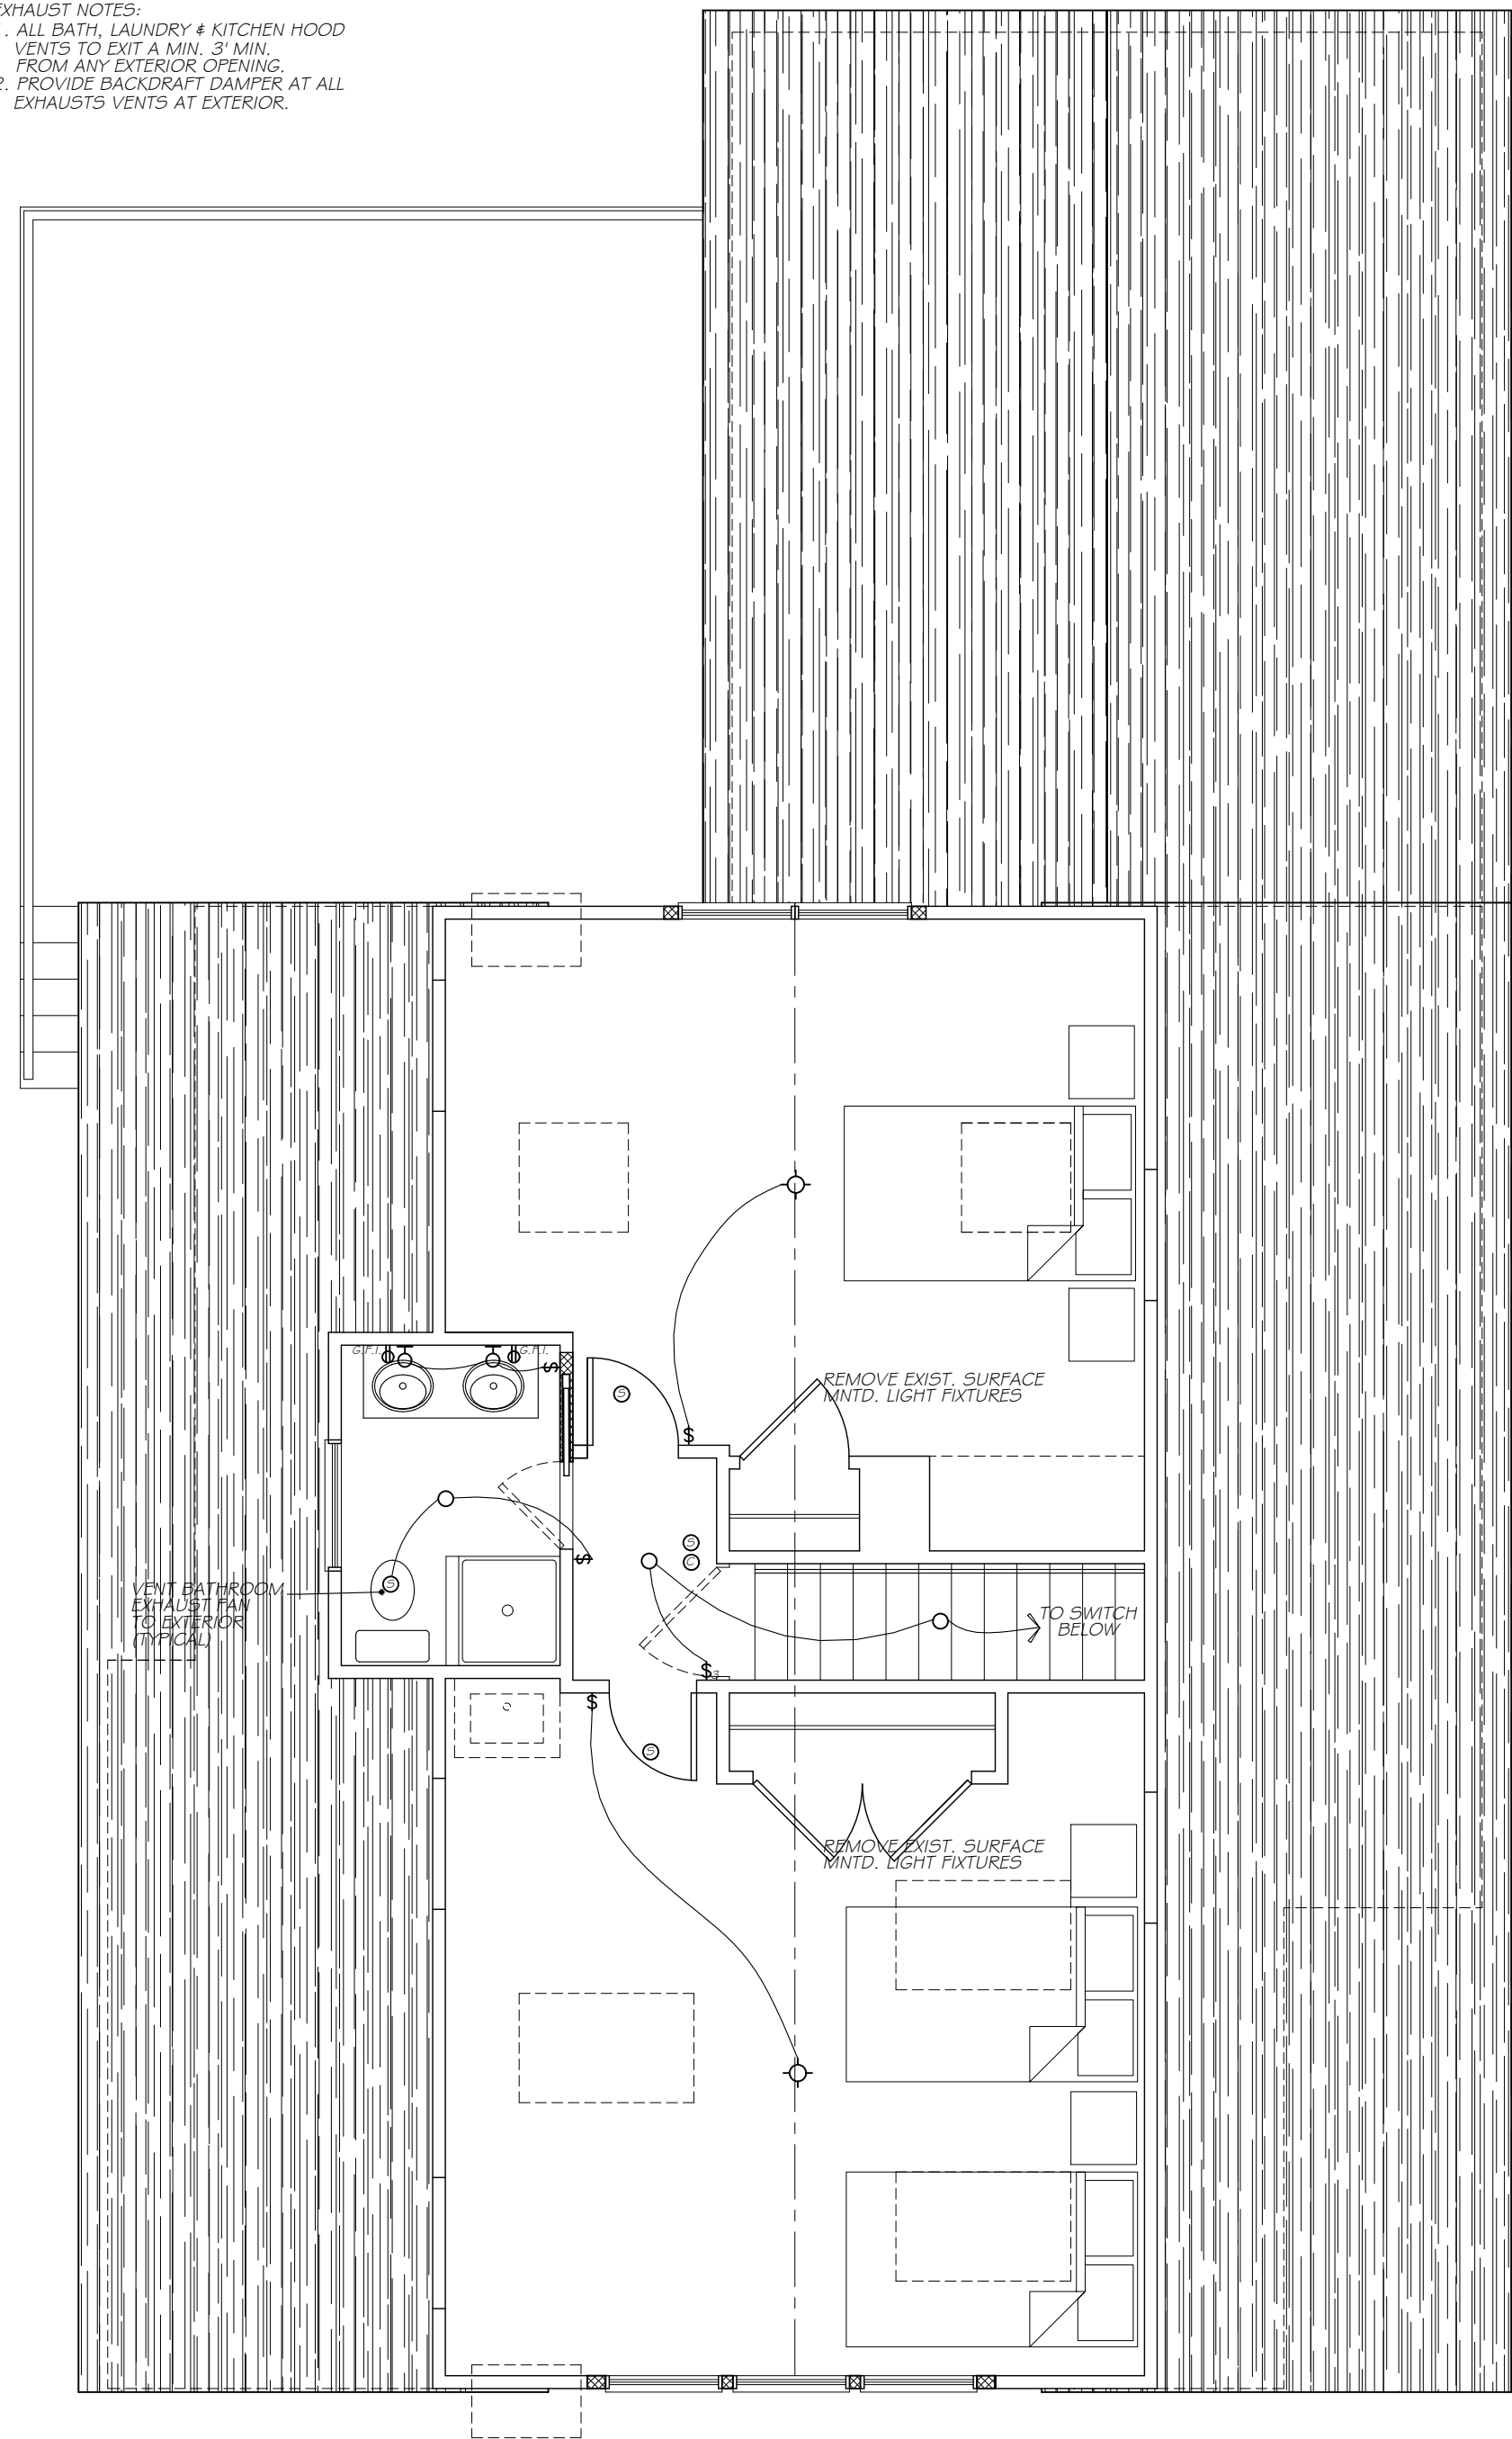 EXHAUST NOTES:
1. ALL BATH, LAUNDRY & KITCHEN HOOD
VENTS TO EXIT A MIN. 3' MIN.
FROM ANY EXTERIOR OPENING.
2. PROVIDE BACKDRAFT DAMPER AT ALL
EXHAUSTS VENTS AT EXTERIOR.
G.F.I.
G.F.I.
$
S
REMOVE EXIST. SURFACE
MNTD. LIGHT FIXTURES
$
S
C
$
S
VENT BATHROOM
EXHAUST FAN
TO EXTERIOR
(TYPICAL)
TO SWITCH
BELOW
$3
$
S
REMOVE EXIST. SURFACE
MNTD. LIGHT FIXTURES